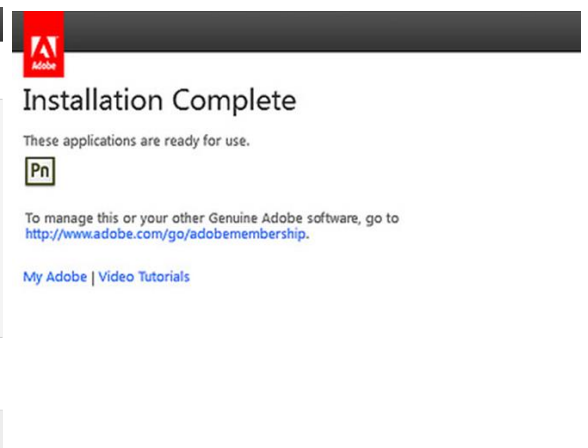 Adobe
Installation Complete
These applications are ready for use.
Pn
To manage this or your other Genuine Adobe software, go to
http://www.adobe.com/go/adobemembership.
My Adobe | Video Tutorials